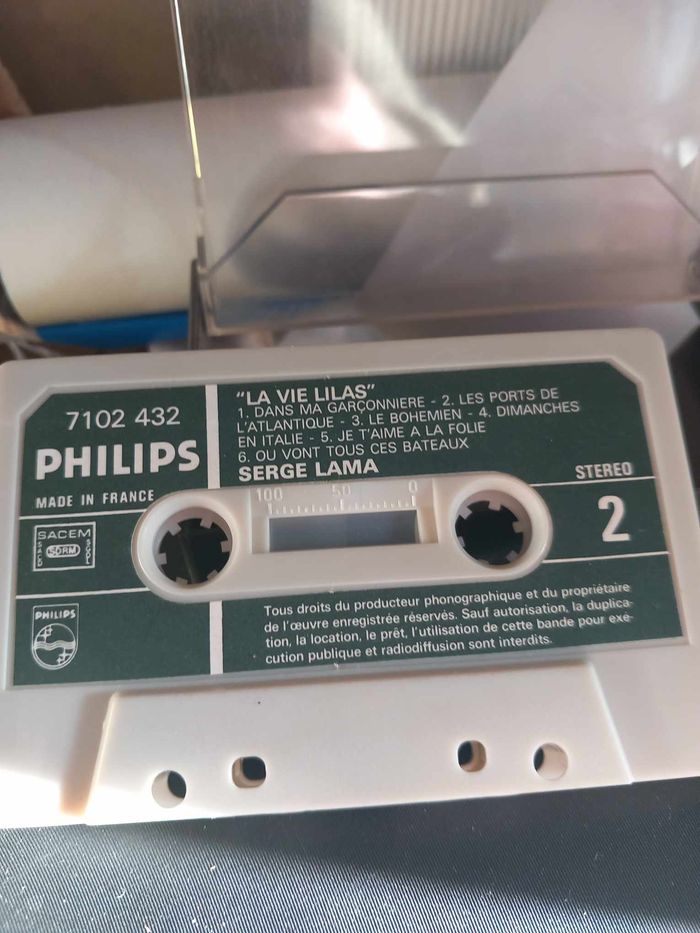 7102 432
PHILIPS
MADE IN FRANCE
SACEM
SDRM
PHILIPS
"LA VIE LILAS"
1. DANS MA GARÇONNIERE - 2. LES PORTS DE
L'ATLANTIQUE - 3. LE BOHEMIEN - 4. DIMANCHES
EN ITALIE - 5. JE T'AIME A LA FOLIE
6. OU VONT TOUS CES BATEAUX
SERGE LAMA
100 50 0
STEREO
2
Tous droits du producteur phonographique et du propriétaire
de l'œuvre enregistrée réservés. Sauf autorisation, la duplica-
tion, la location, le prêt, l'utilisation de cette bande pour exé-
cution publique et radiodiffusion sont interdits.